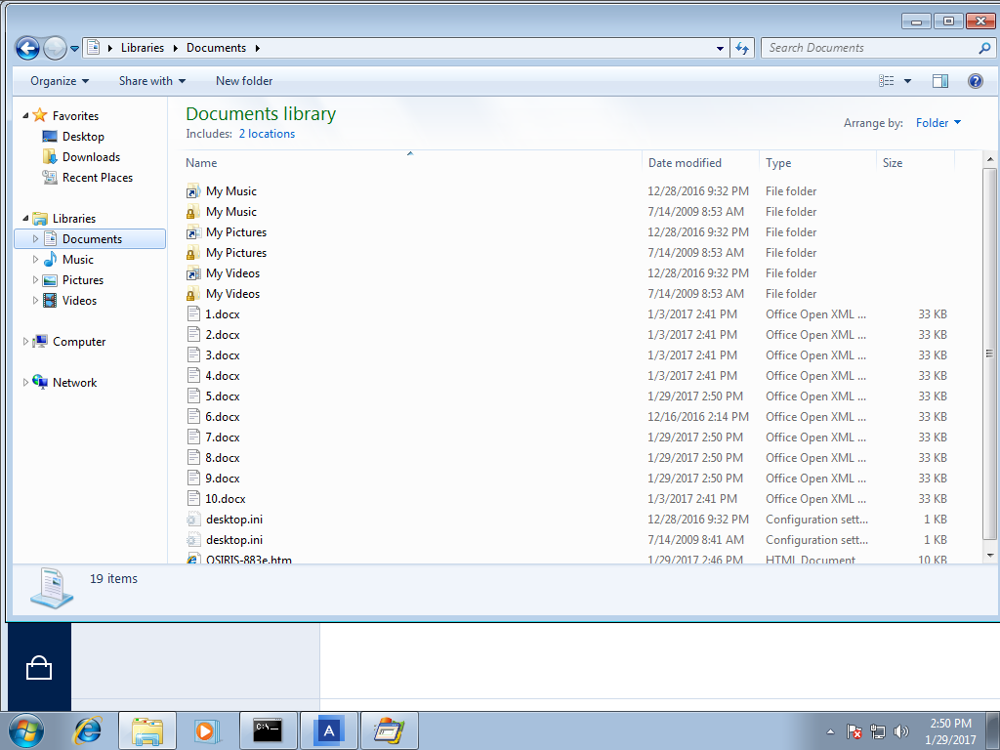 Libraries Documents
Search Documents
Organize Share with New folder
Favorites
Desktop
Downloads
Recent Places
Libraries
Documents
Music
Pictures
Videos
Computer
Network
Documents library
Includes: 2 locations
Arrange by: Folder
Name Date modified Type Size
My Music 12/28/2016 9:32 PM File folder
My Music 7/14/2009 8:53 AM File folder
My Pictures 12/28/2016 9:32 PM File folder
My Pictures 7/14/2009 8:53 AM File folder
My Videos 12/28/2016 9:32 PM File folder
My Videos 7/14/2009 8:53 AM File folder
1.docx 1/3/2017 2:41 PM Office Open XML ... 33 KB
2.docx 1/3/2017 2:41 PM Office Open XML ... 33 KB
3.docx 1/3/2017 2:41 PM Office Open XML ... 33 KB
4.docx 1/3/2017 2:41 PM Office Open XML ... 33 KB
5.docx 1/29/2017 2:50 PM Office Open XML ... 33 KB
6.docx 12/16/2016 2:14 PM Office Open XML ... 33 KB
7.docx 1/29/2017 2:50 PM Office Open XML ... 33 KB
8.docx 1/29/2017 2:50 PM Office Open XML ... 33 KB
9.docx 1/29/2017 2:50 PM Office Open XML ... 33 KB
10.docx 1/3/2017 2:41 PM Office Open XML ... 33 KB
desktop.ini 12/28/2016 9:32 PM Configuration sett... 1 KB
desktop.ini 7/14/2009 8:41 AM Configuration sett... 1 KB
OSIRIS-883e.htm 1/29/2017 2:46 PM HTML Document 10 KB
19 items
C:\
A
2:50 PM
1/29/2017